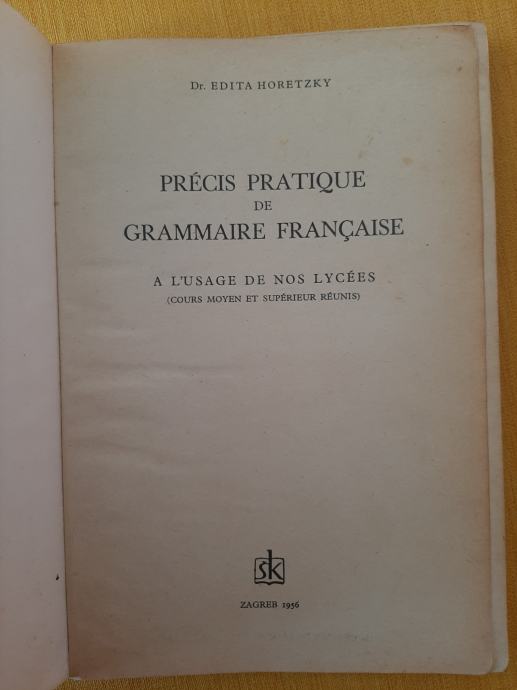 Dr. EDITA HORETZKY
PRÉCIS PRATIQUE
DE
GRAMMAIRE FRANÇAISE
A L'USAGE DE NOS LYCÉES
(COURS MOYEN ET SUPÉRIEUR RÉUNIS)
sk
ZAGREB 1956